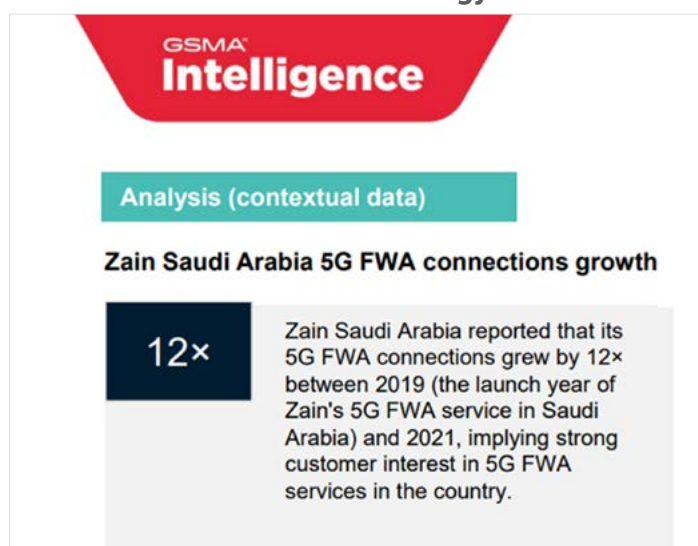 GSMA™
Intelligence
Analysis (contextual data)
Zain Saudi Arabia 5G FWA connections growth
12×
Zain Saudi Arabia reported that its
5G FWA connections grew by 12×
between 2019 (the launch year of
Zain's 5G FWA service in Saudi
Arabia) and 2021, implying strong
customer interest in 5G FWA
services in the country.